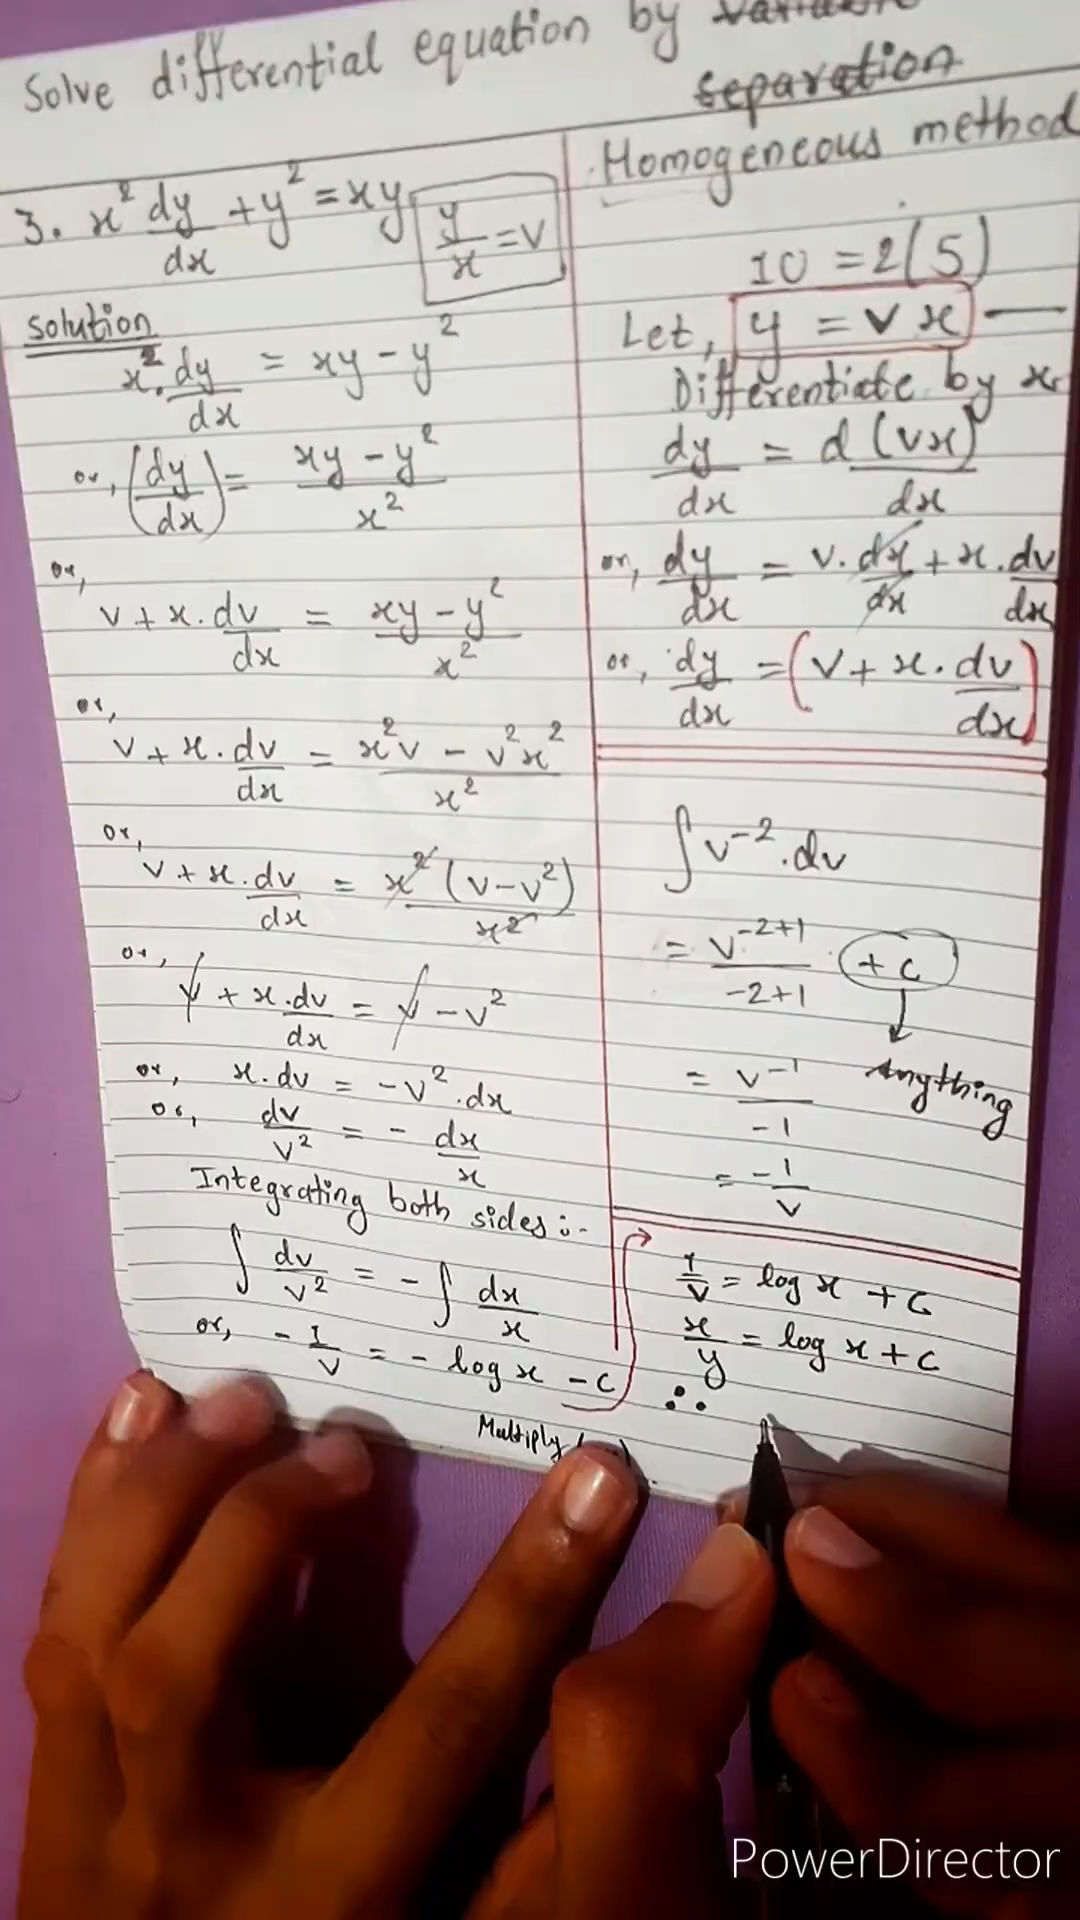 Solve differential equation by variable
separation
Homogeneous method
3. x² dy/dx + y² = xy
y/x = v
solution
x². dy/dx = xy - y²
or, (dy/dx) = xy - y² / x²
or,
v + x. dv/dx = xy - y² / x²
or,
v + x. dv/dx = x²v - v²x² / x²
or,
v + x. dv/dx = x² (v - v²) / x²
or,
v + x. dv/dx = v - v²
or, x. dv = - v² . dx
or, dv/v² = - dx/x
Integrating both sides :-
∫ dv/v² = - ∫ dx/x
or, - 1/v = - log x - c
Multiply
10 = 2(5)
Let, y = v x
Differentiate by x
dy/dx = d (vx) / dx
or, dy/dx = v. dx/dx + x. dv/dx
or, dy/dx = (v + x. dv/dx)
∫ v⁻². dv
= v⁻²⁺¹ / -2+1 + c
Anything
= v⁻¹ / -1
= -1/v
1/v = log x + c
x/y = log x + c
∴
PowerDirector